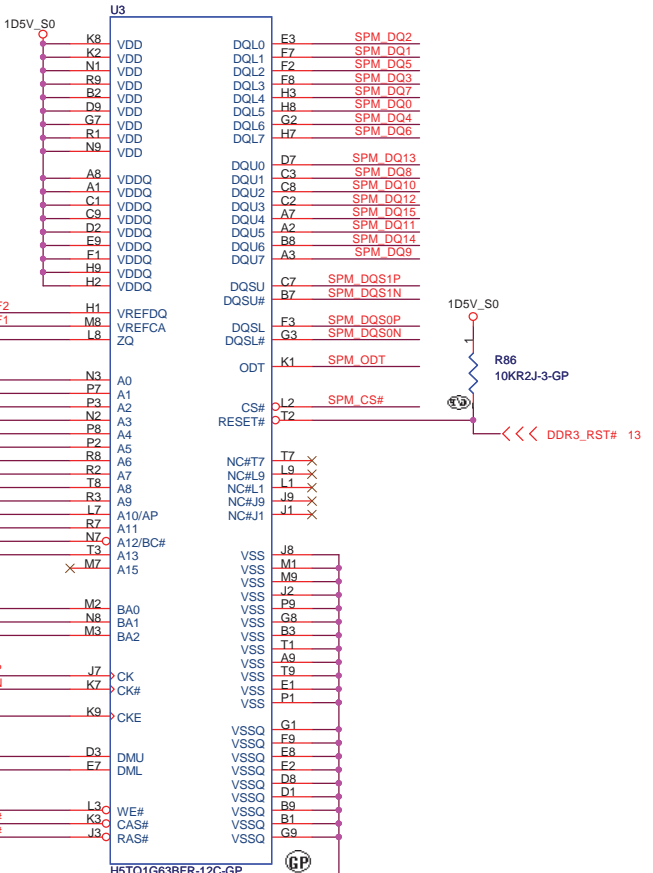 U3
1D5V_S0
K8 VDD DQL0 E3 SPM_DQ2
K2 VDD DQL1 F7 SPM_DQ1
N1 VDD DQL2 F2 SPM_DQ5
R9 VDD DQL3 F8 SPM_DQ3
B2 VDD DQL4 H3 SPM_DQ7
D9 VDD DQL5 H8 SPM_DQ0
G7 VDD DQL6 G2 SPM_DQ4
R1 VDD DQL7 H7 SPM_DQ6
N9 VDD
DQU0 D7 SPM_DQ13
A8 VDDQ DQU1 C3 SPM_DQ8
A1 VDDQ DQU2 C8 SPM_DQ10
C1 VDDQ DQU3 C2 SPM_DQ12
C9 VDDQ DQU4 A7 SPM_DQ15
D2 VDDQ DQU5 A2 SPM_DQ11
E9 VDDQ DQU6 B8 SPM_DQ14
F1 VDDQ DQU7 A3 SPM_DQ9
H9 VDDQ
H2 VDDQ DQSU C7 SPM_DQS1P
DQSU# B7 SPM_DQS1N
1D5V_S0
H1 VREFDQ
M8 VREFCA DQSL F3 SPM_DQS0P
L8 ZQ DQSL# G3 SPM_DQS0N
1
R86
10KR2J-3-GP
ODT K1 SPM_ODT
N3 A0
P7 A1
P3 A2 CS# L2 SPM_CS#
N2 A3 RESET# T2
P8 A4
DDR3_RST# 13
P2 A5
R8 A6 NC#T7 T7
R2 A7 NC#L9 L9
T8 A8 NC#L1 L1
R3 A9 NC#J9 J9
L7 A10/AP NC#J1 J1
R7 A11
N7 A12/BC#
T3 A13 VSS J8
M7 A15 VSS M1
VSS M9
VSS J2
M2 BA0 VSS P9
N8 BA1 VSS G8
M3 BA2 VSS B3
VSS T1
VSS A9
J7 CK VSS T9
K7 CK# VSS E1
VSS P1
K9 CKE
VSSQ G1
VSSQ F9
D3 DMU VSSQ E8
E7 DML VSSQ E2
VSSQ D8
VSSQ D1
L3 WE# VSSQ B9
K3 CAS# VSSQ B1
J3 RAS# VSSQ G9
GP
H5TQ1G63BFR-12C-GP